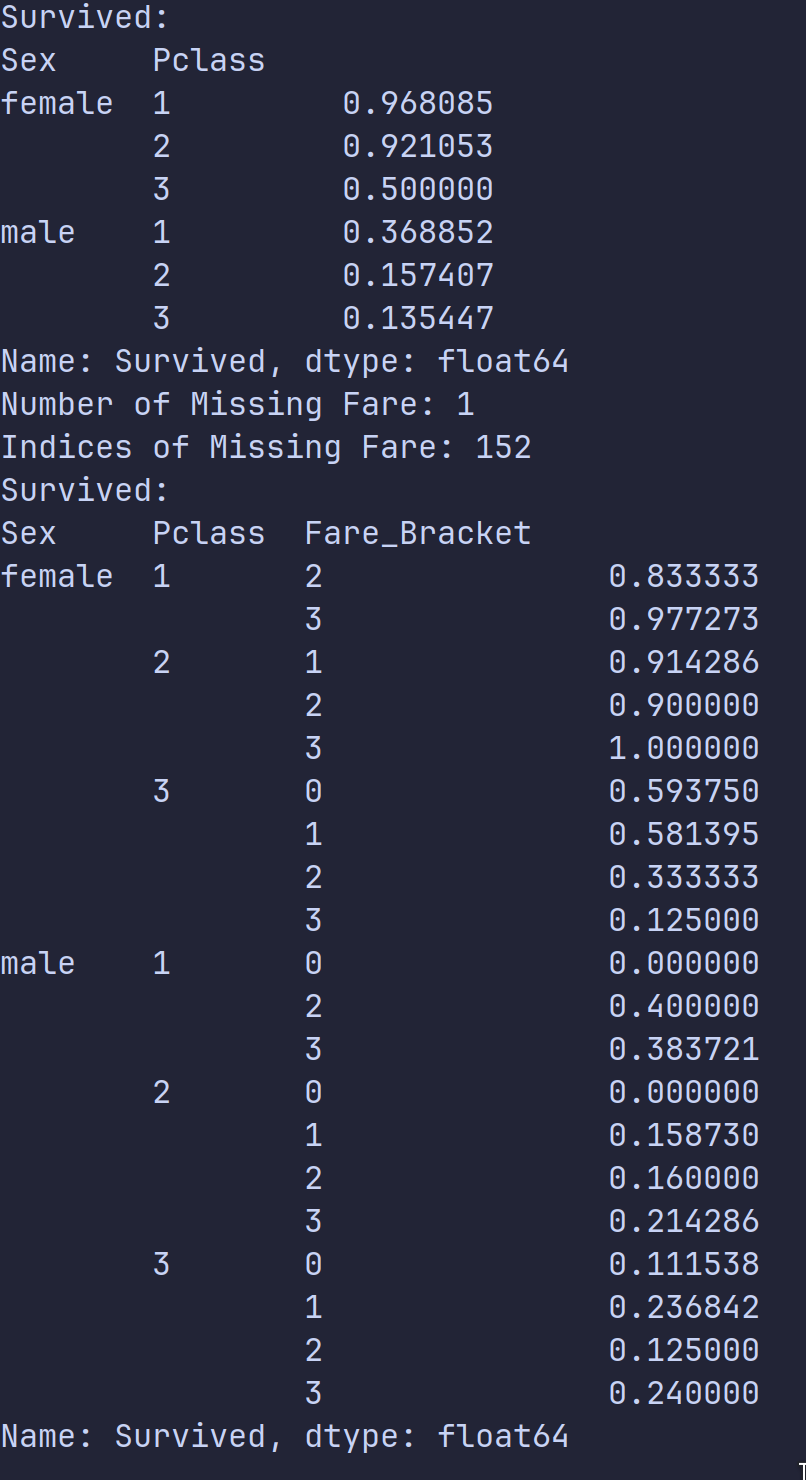 Survived:
Sex     Pclass
female  1         0.968085
        2         0.921053
        3         0.500000
male    1         0.368852
        2         0.157407
        3         0.135447
Name: Survived, dtype: float64
Number of Missing Fare: 1
Indices of Missing Fare: 152
Survived:
Sex     Pclass  Fare_Bracket
female  1       2               0.833333
                3               0.977273
        2       1               0.914286
                2               0.900000
                3               1.000000
        3       0               0.593750
                1               0.581395
                2               0.333333
                3               0.125000
male    1       0               0.000000
                2               0.400000
                3               0.383721
        2       0               0.000000
                1               0.158730
                2               0.160000
                3               0.214286
        3       0               0.111538
                1               0.236842
                2               0.125000
                3               0.240000
Name: Survived, dtype: float64